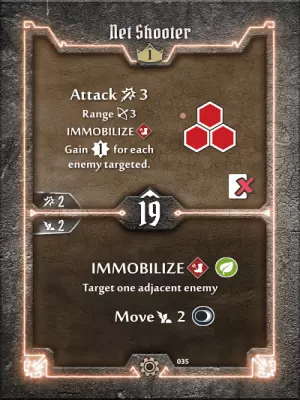 Net Shooter
1
Attack 3
Range 3
IMMOBILIZE
Gain 1 for each
enemy targeted.
2
19
2
IMMOBILIZE
Target one adjacent enemy
Move 2
035